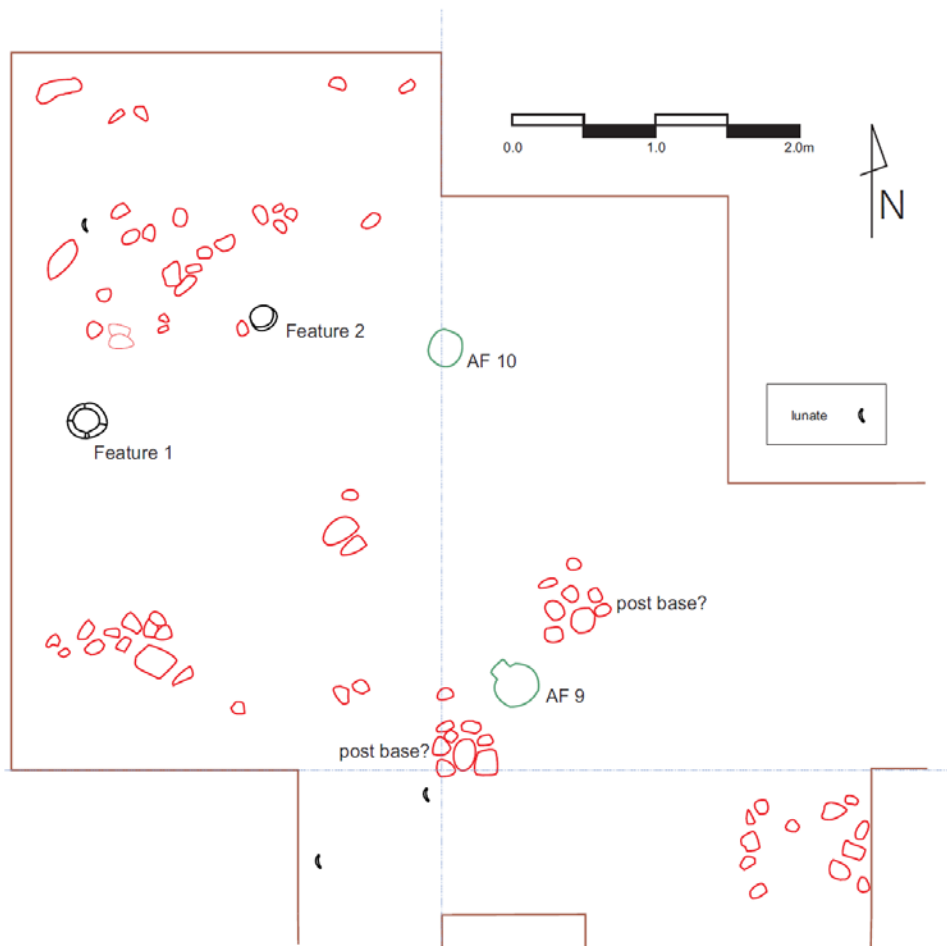 0.0 1.0 2.0m
N
Feature 2
AF 10
lunate
Feature 1
post base?
AF 9
post base?